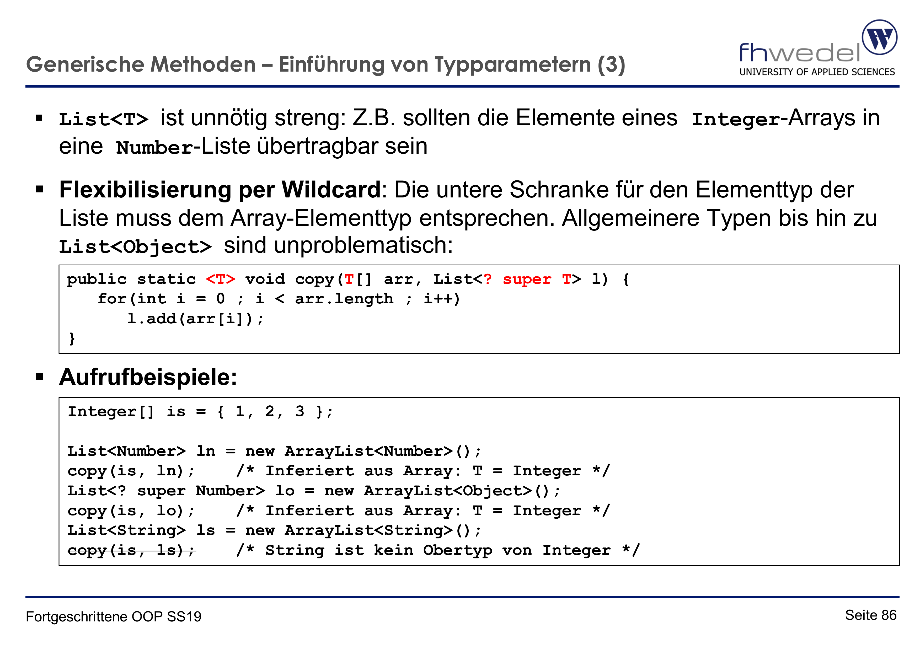 Generische Methoden – Einführung von Typparametern (3)
fhwedel
UNIVERSITY OF APPLIED SCIENCES
▪ List<T> ist unnötig streng: Z.B. sollten die Elemente eines Integer-Arrays in
eine Number-Liste übertragbar sein
▪ Flexibilisierung per Wildcard: Die untere Schranke für den Elementtyp der
Liste muss dem Array-Elementtyp entsprechen. Allgemeinere Typen bis hin zu
List<Object> sind unproblematisch:
public static <T> void copy(T[] arr, List<? super T> l) {
   for(int i = 0 ; i < arr.length ; i++)
      l.add(arr[i]);
}
▪ Aufrufbeispiele:
Integer[] is = { 1, 2, 3 };
List<Number> ln = new ArrayList<Number>();
copy(is, ln);    /* Inferiert aus Array: T = Integer */
List<? super Number> lo = new ArrayList<Object>();
copy(is, lo);    /* Inferiert aus Array: T = Integer */
List<String> ls = new ArrayList<String>();
copy(is, ls);    /* String ist kein Obertyp von Integer */
Fortgeschrittene OOP SS19
Seite 86